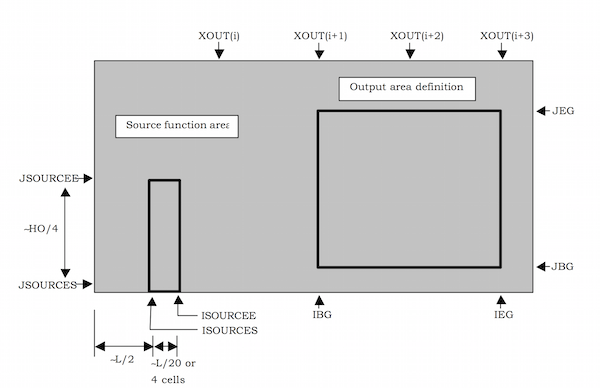 XOUT(i) XOUT(i+1) XOUT(i+2) XOUT(i+3)
Output area definition
JEG
Source function area
JSOURCEE
~HO/4
JBG
JSOURCES
ISOURCEE
IBG
IEG
ISOURCES
~L/2
~L/20 or
4 cells